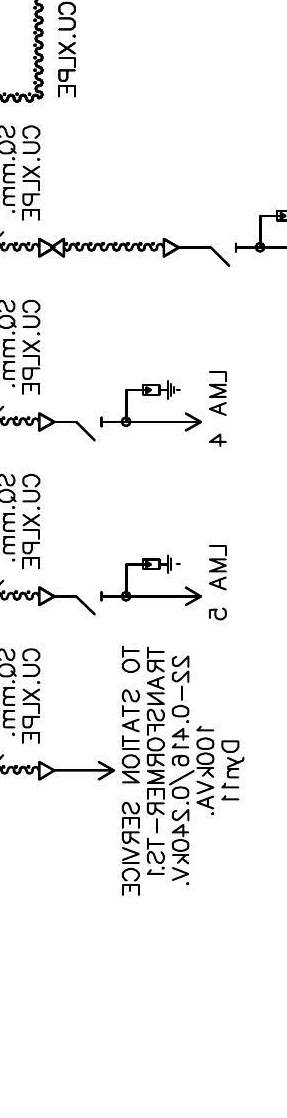 CU.XLPE
SQ.mm.
CU.XLPE
SQ.mm.
CU.XLPE
LMA 4
SQ.mm.
CU.XLPE
LMA 5
SQ.mm.
CU.XLPE
TO STATION SERVICE
TRANSFORMER-TS1
22-0.416/0.240kV.
100kVA.
Dyn11